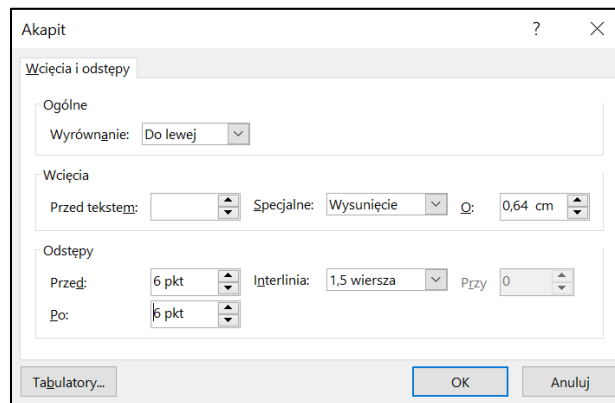 Akapit ?
Wcięcia i odstępy
Ogólne
Wyrównanie: Do lewej
Wcięcia
Przed tekstem: Specjalne: Wysunięcie O: 0,64 cm
Odstępy
Przed: 6 pkt Interlinia: 1,5 wiersza Przy 0
Po: 6 pkt
Tabulatory... OK Anuluj